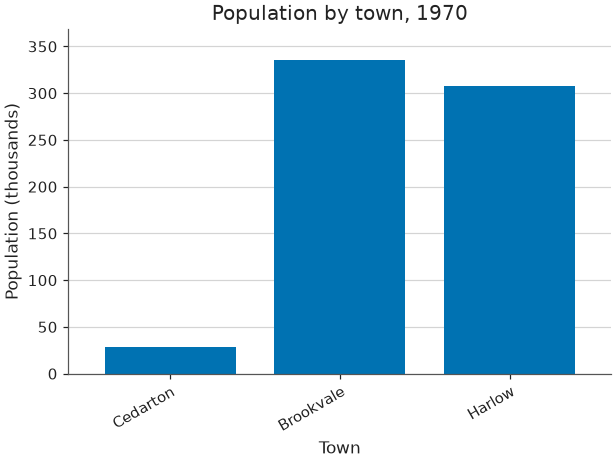 Population by town, 1970
Population (thousands)
350
300
250
200
150
100
50
0
Cedarton
Brookvale
Harlow
Town